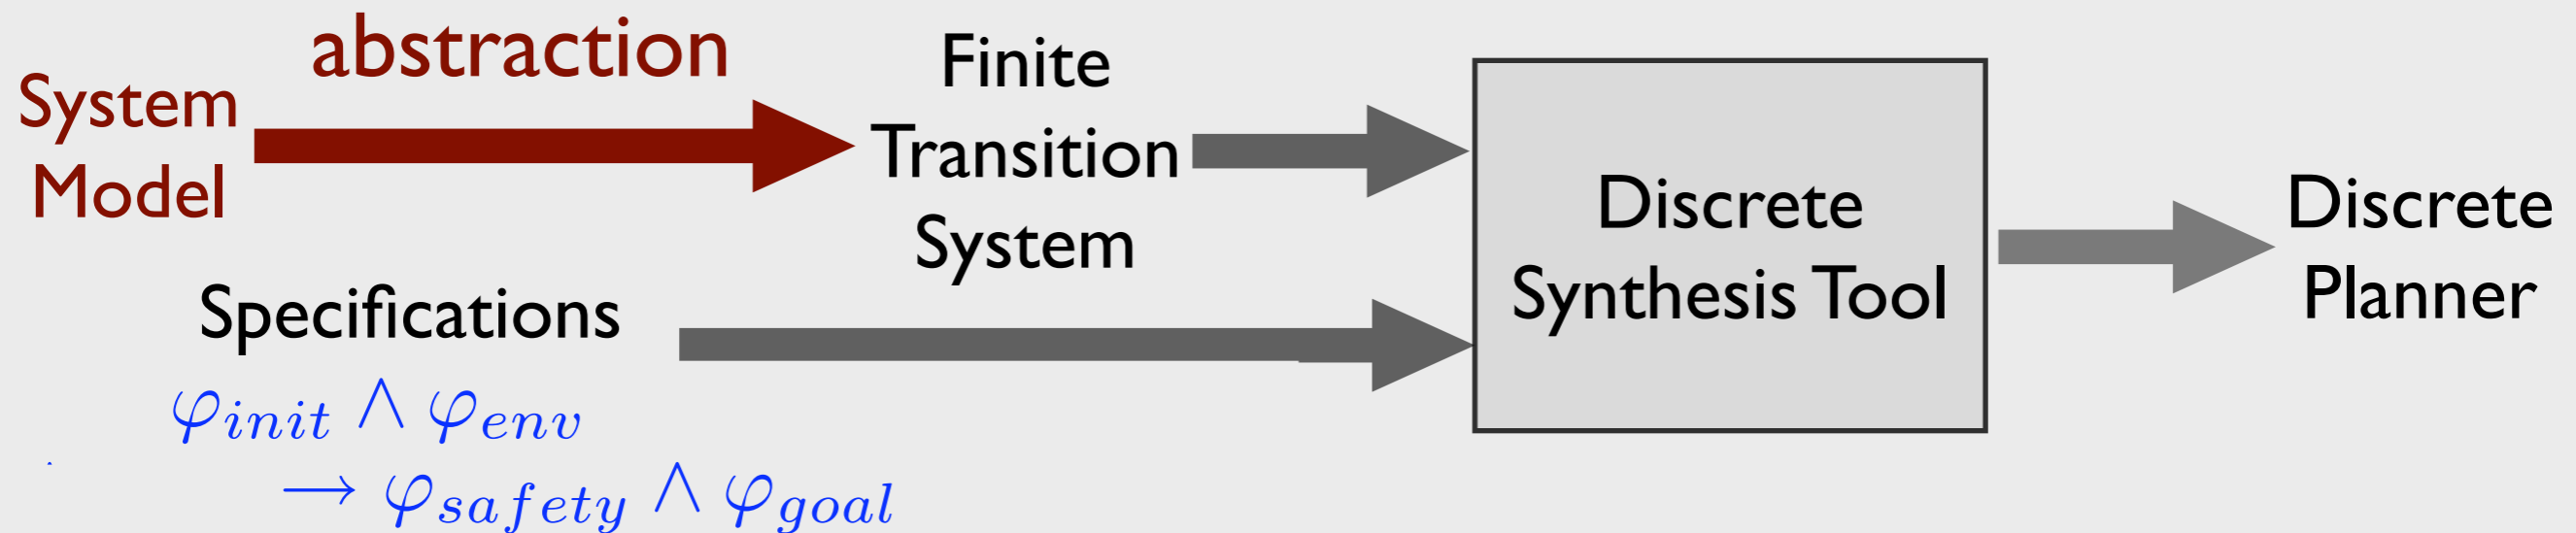 abstraction
System
Model
Finite
Transition
System
Specifications
φinit ∧ φenv
→ φsafety ∧ φgoal
Discrete
Synthesis Tool
Discrete
Planner